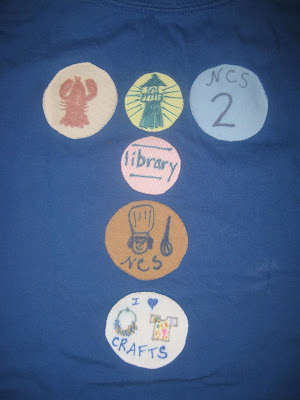 NCS
2
library
NCS
I ♥
CRAFTS